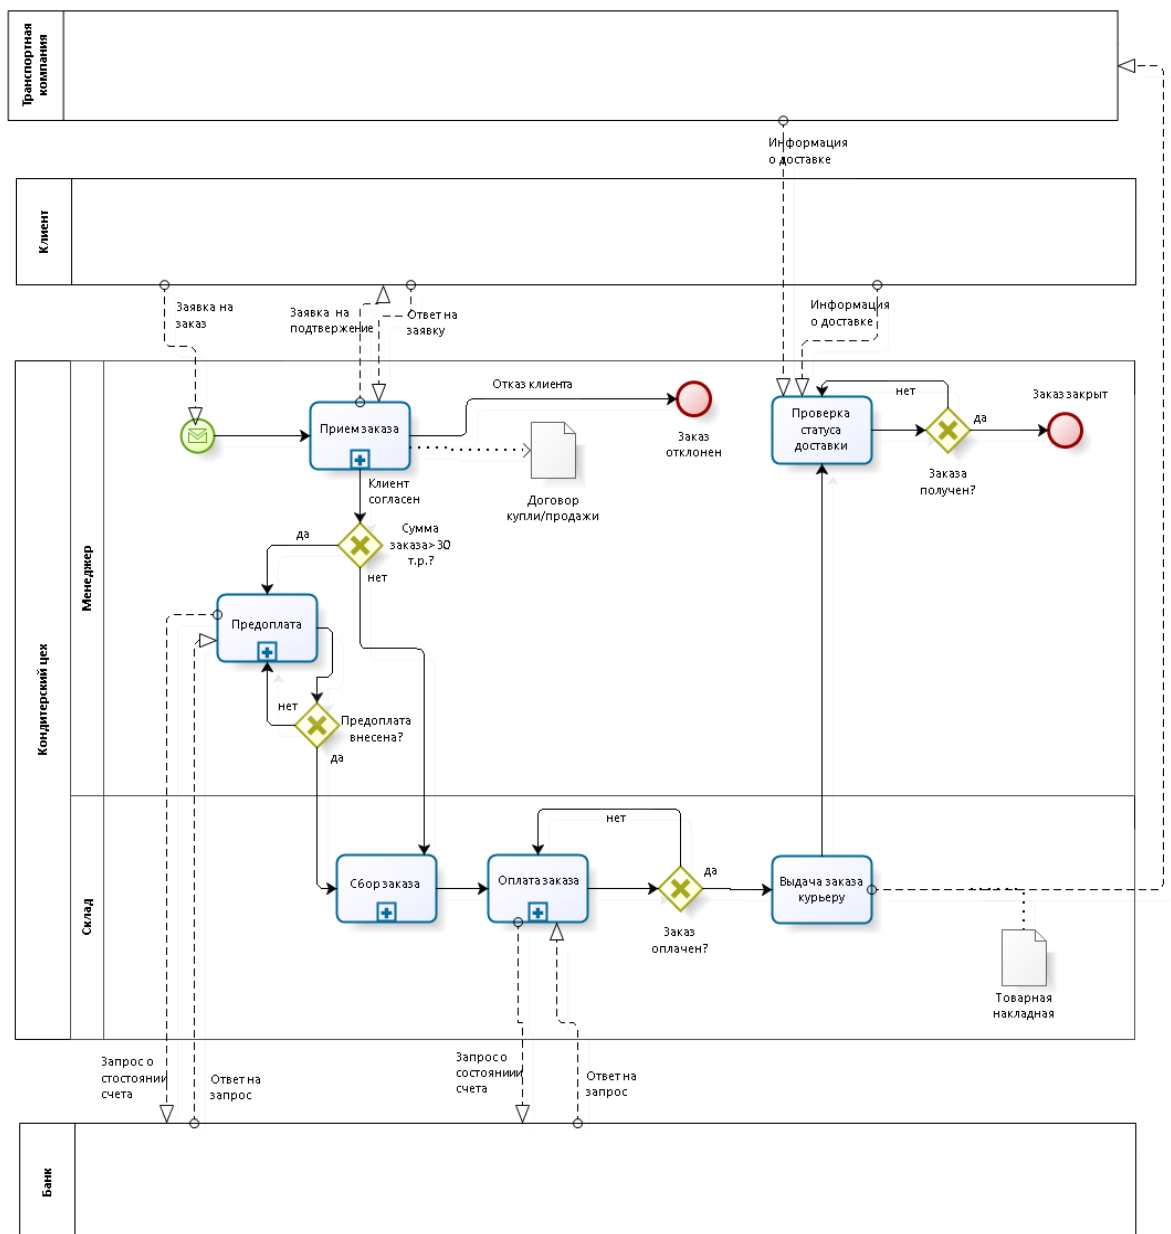 Транспортная
компания
Информация
о доставке
Клиент
Заявка на
заказ
Заявка на
подтвержение
Ответ на
заявку
Информация
о доставке
Кондитерский цех
Менеджер
Прием заказа
Отказ клиента
Заказ
отклонен
Договор
купли/продажи
Клиент
согласен
Проверка
статуса
доставки
нет
да
Заказа
получен?
Заказ закрыт
Сумма
заказа>30
т.р.?
да
нет
Предоплата
нет
Предоплата
внесена?
да
Склад
Сбор заказа
Оплата заказа
нет
да
Заказ
оплачен?
Выдача заказа
курьеру
Товарная
накладная
Запрос о
стостоянии
счета
Ответ на
запрос
Запрос о
состояниии
счета
Ответ на
запрос
Банк